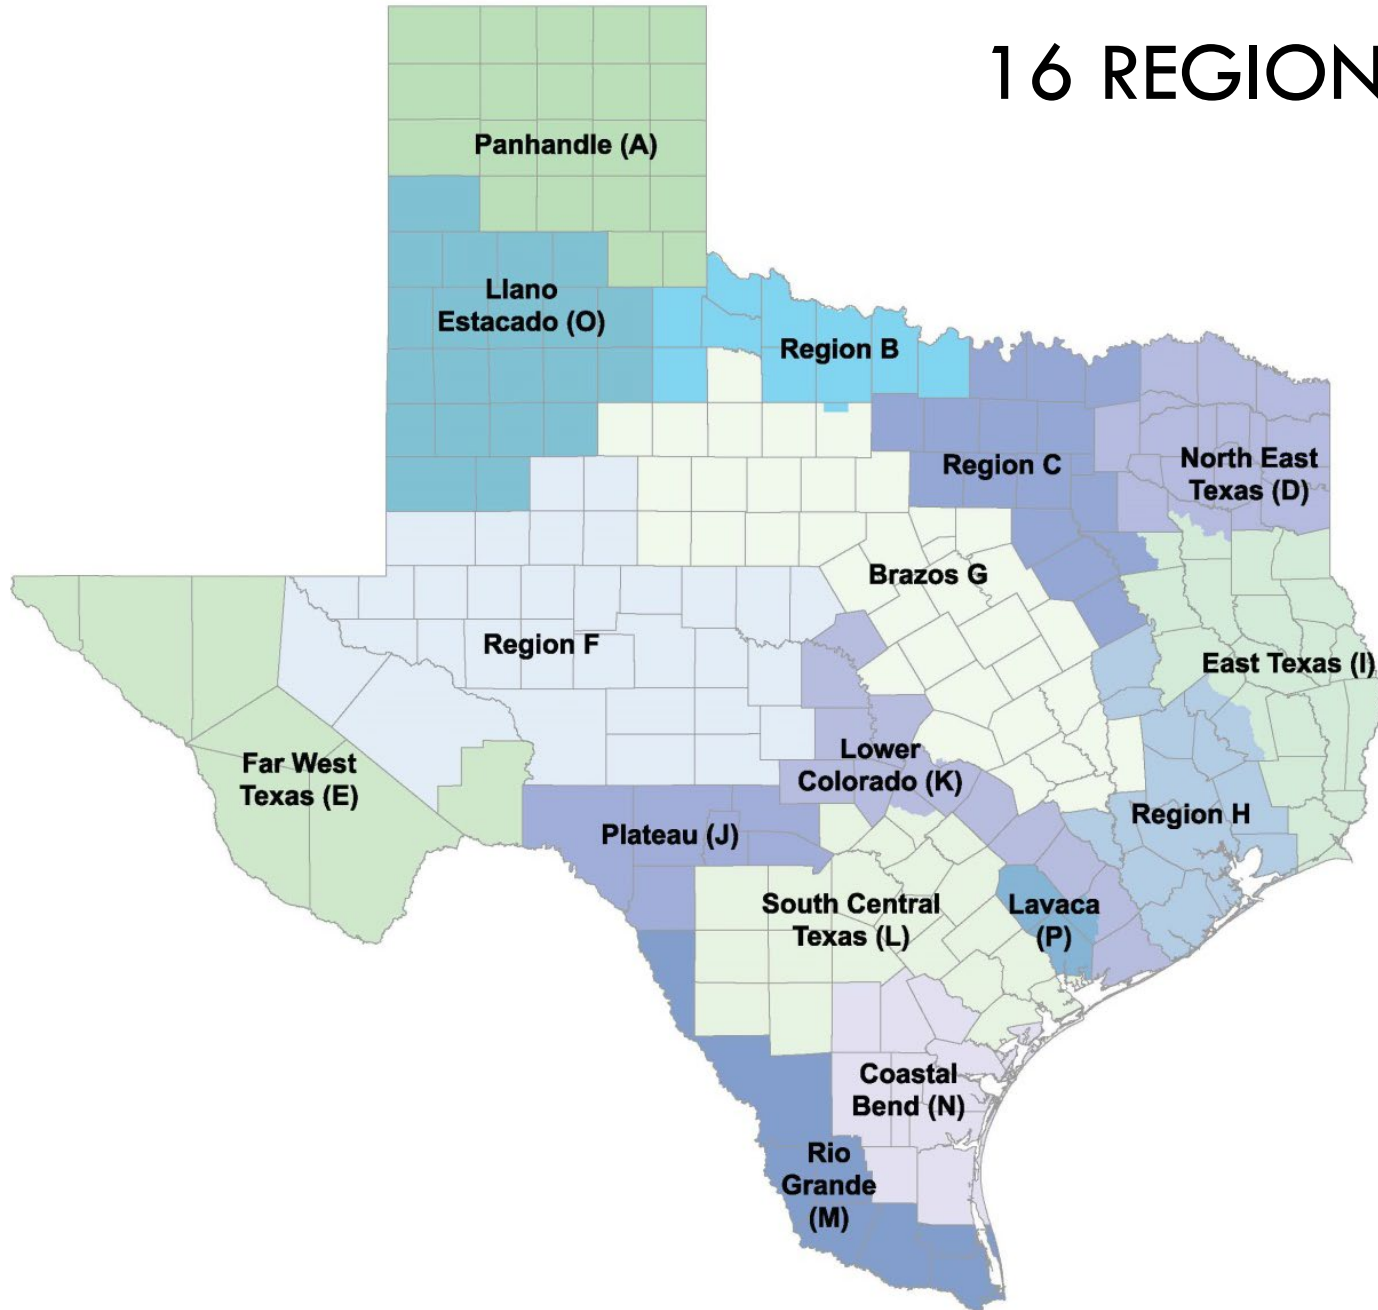 16 REGION
Panhandle (A)
Llano
Estacado (O)
Region B
Region C
North East
Texas (D)
Brazos G
Region F
East Texas (I)
Far West
Texas (E)
Lower
Colorado (K)
Region H
Plateau (J)
South Central
Texas (L)
Lavaca
(P)
Coastal
Bend (N)
Rio
Grande
(M)